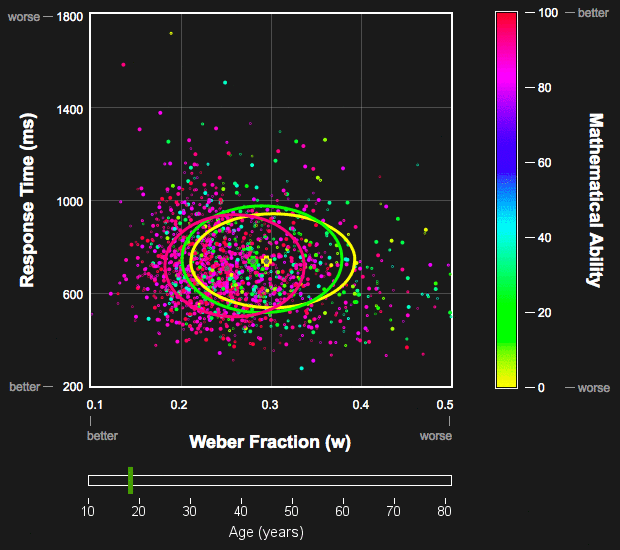 worse
1800
1400
1000
600
better
200
Response Time (ms)
0.1
0.2
0.3
0.4
0.5
better
worse
Weber Fraction (w)
10
20
30
40
50
60
70
80
Age (years)
100
better
80
60
40
20
0
worse
Mathematical Ability